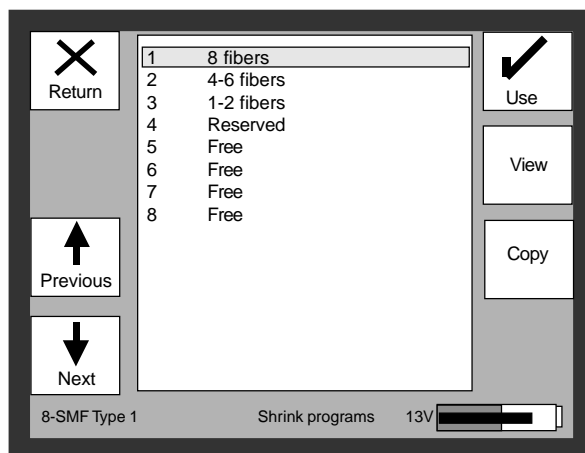 Return
1 8 fibers
2 4-6 fibers
3 1-2 fibers
4 Reserved
5 Free
6 Free
7 Free
8 Free
Use
View
Copy
Previous
Next
8-SMF Type 1 Shrink programs 13V